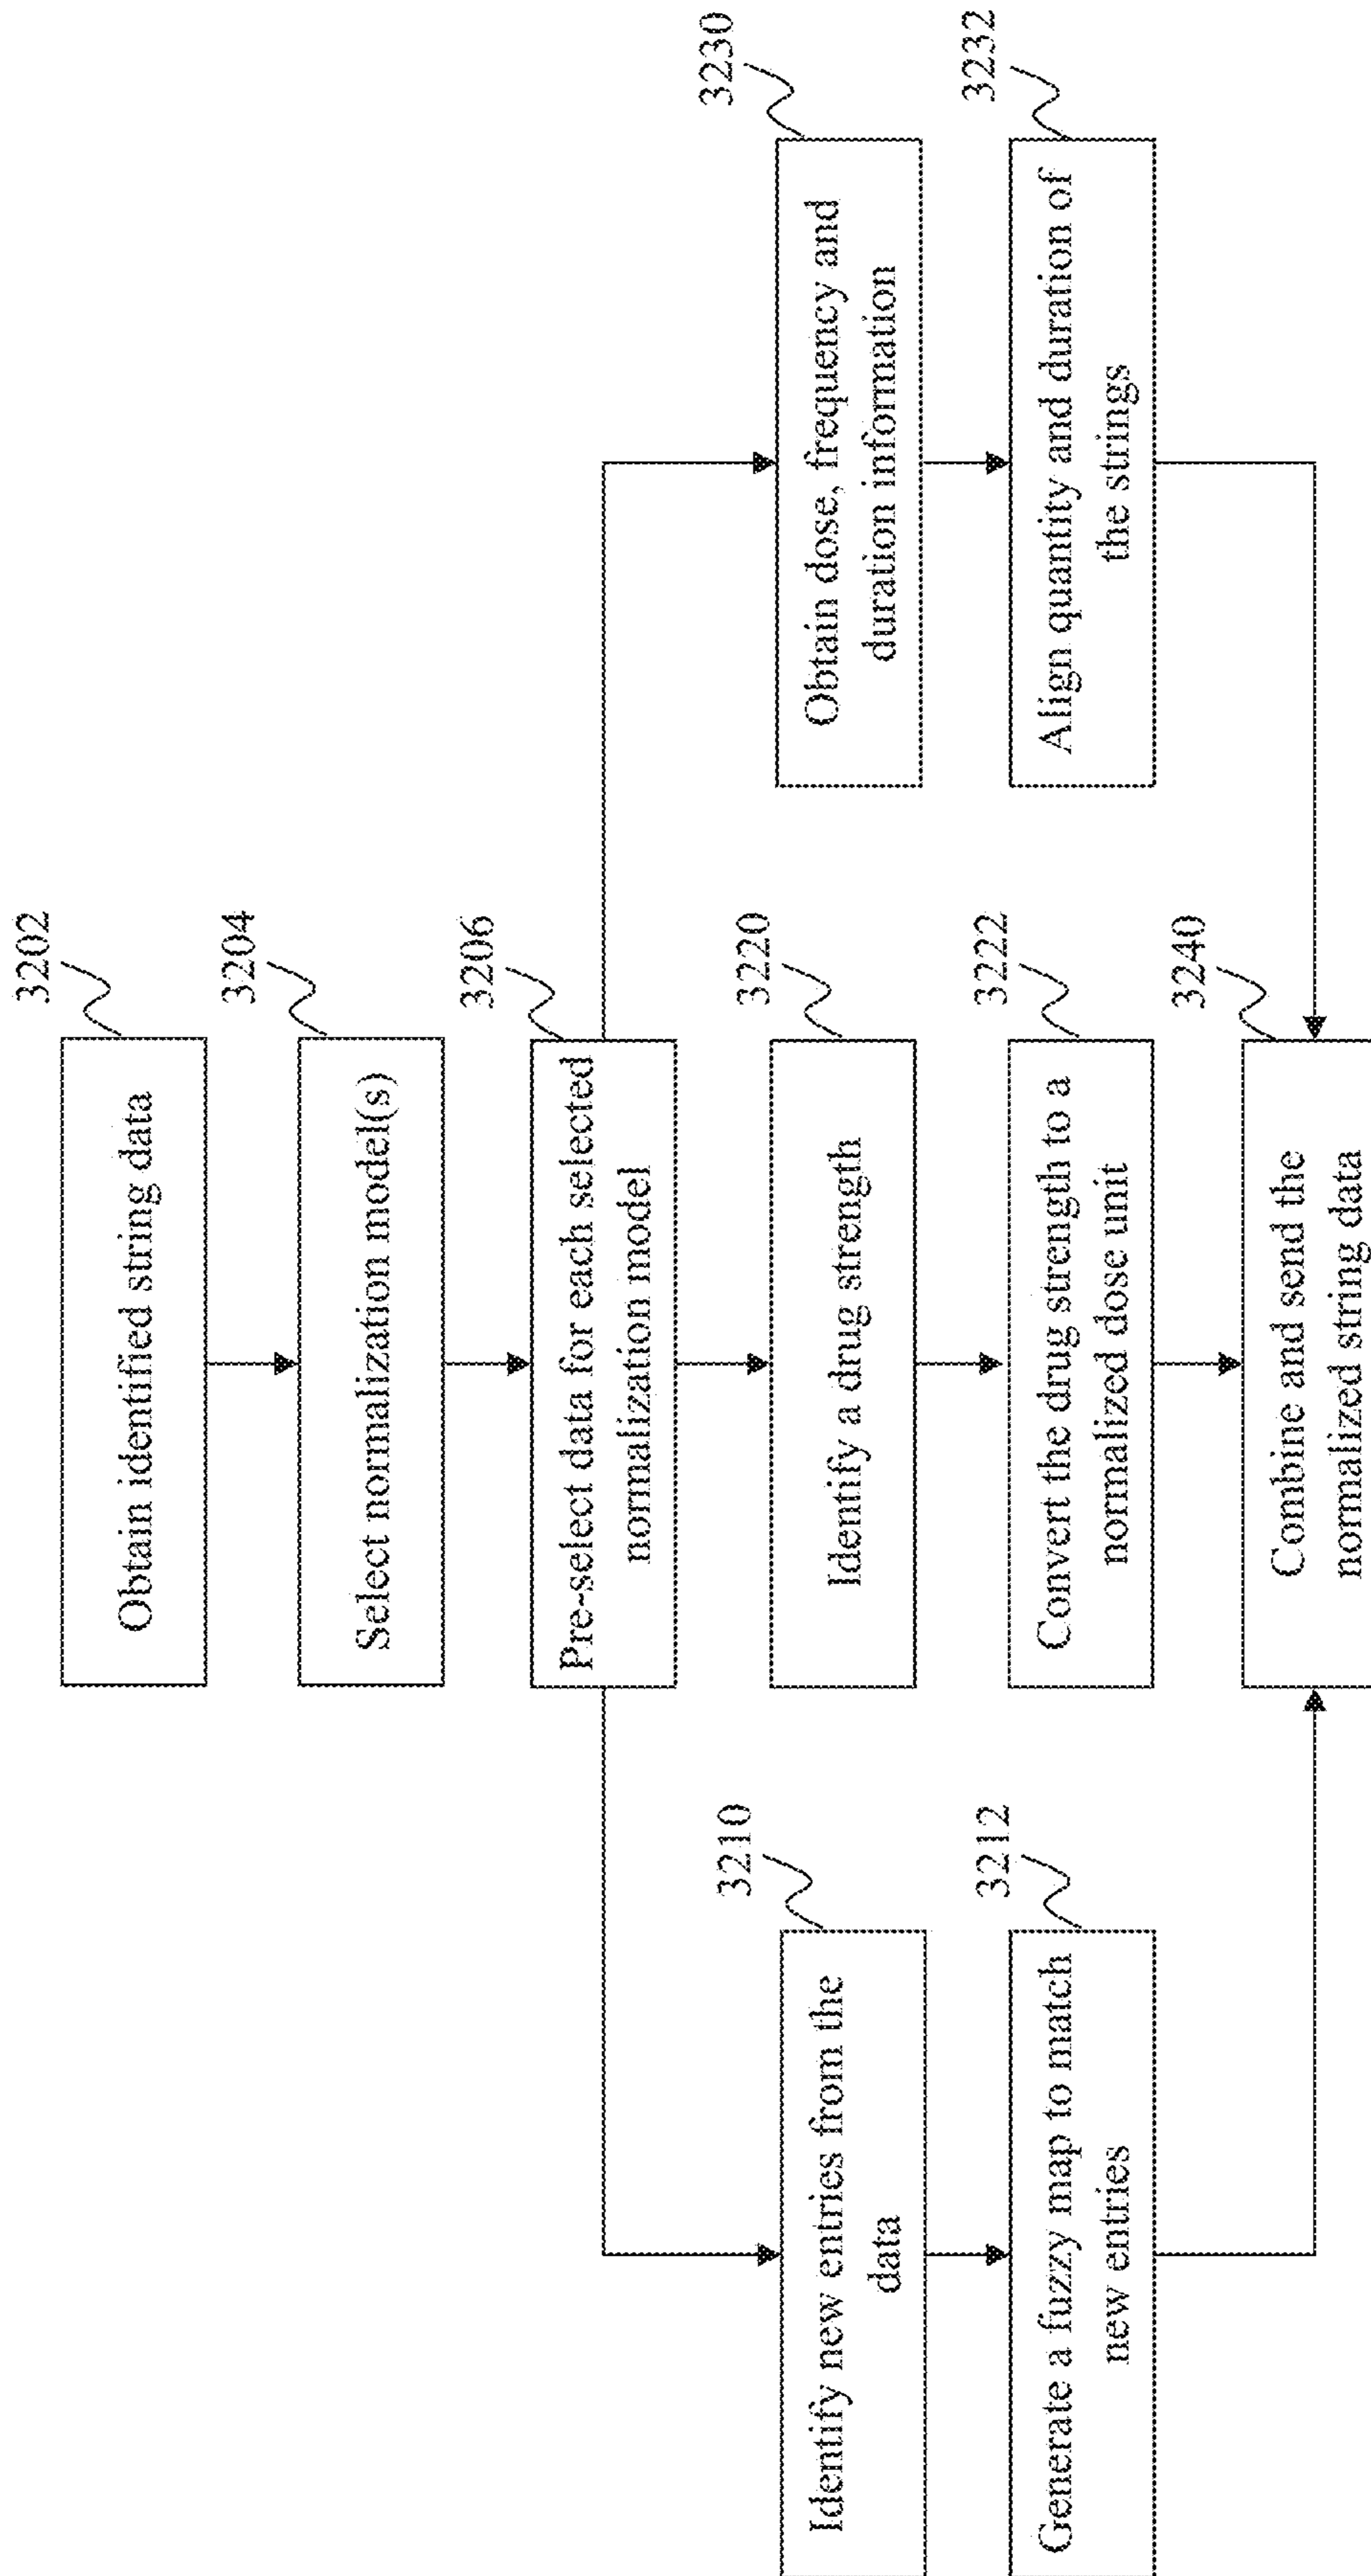 3202
Obtain identified string data
3204
Select normalization model(s)
3206
Pre-select data for each selected
normalization model
3210
Identify new entries from the
data
3220
Identify a drug strength
3230
Obtain dose, frequency and
duration information
3212
Generate a fuzzy map to match
new entries
3222
Convert the drug strength to a
normalized dose unit
3232
Align quantity and duration of
the strings
3240
Combine and send the
normalized string data